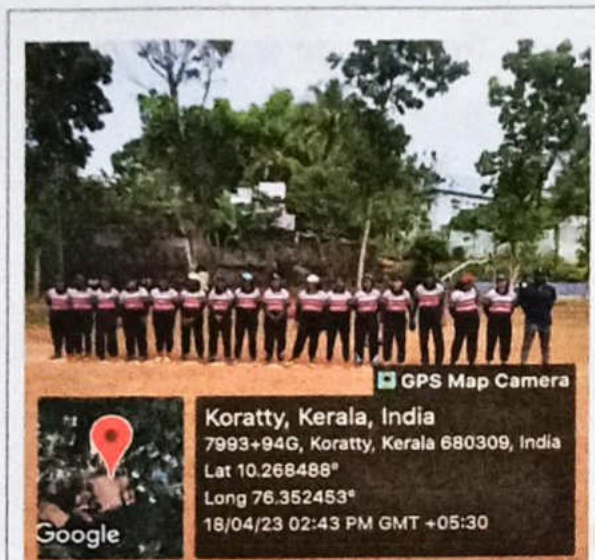 GPS Map Camera
Koratty, Kerala, India
7993+94G, Koratty, Kerala 680309, India
Lat 10.268488°
Long 76.352453°
18/04/23 02:43 PM GMT +05:30
Google